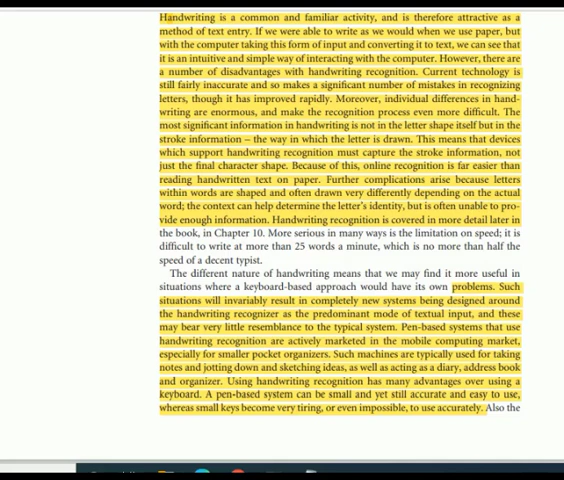 Handwriting is a common and familiar activity, and is therefore attractive as a
method of text entry. If we were able to write as we would when we use paper, but
with the computer taking this form of input and converting it to text, we can see that
it is an intuitive and simple way of interacting with the computer. However, there are
a number of disadvantages with handwriting recognition. Current technology is
still fairly inaccurate and so makes a significant number of mistakes in recognizing
letters, though it has improved rapidly. Moreover, individual differences in hand-
writing are enormous, and make the recognition process even more difficult. The
most significant information in handwriting is not in the letter shape itself but in the
stroke information – the way in which the letter is drawn. This means that devices
which support handwriting recognition must capture the stroke information, not
just the final character shape. Because of this, online recognition is far easier than
reading handwritten text on paper. Further complications arise because letters
within words are shaped and often drawn very differently depending on the actual
word; the context can help determine the letter's identity, but is often unable to pro-
vide enough information. Handwriting recognition is covered in more detail later in
the book, in Chapter 10. More serious in many ways is the limitation on speed; it is
difficult to write at more than 25 words a minute, which is no more than half the
speed of a decent typist.
The different nature of handwriting means that we may find it more useful in
situations where a keyboard-based approach would have its own problems. Such
situations will invariably result in completely new systems being designed around
the handwriting recognizer as the predominant mode of textual input, and these
may bear very little resemblance to the typical system. Pen-based systems that use
handwriting recognition are actively marketed in the mobile computing market,
especially for smaller pocket organizers. Such machines are typically used for taking
notes and jotting down and sketching ideas, as well as acting as a diary, address book
and organizer. Using handwriting recognition has many advantages over using a
keyboard. A pen-based system can be small and yet still accurate and easy to use,
whereas small keys become very tiring, or even impossible, to use accurately. Also the